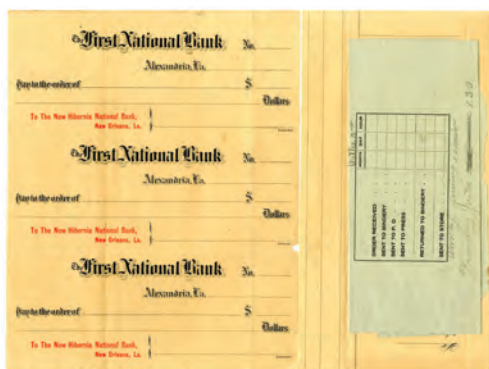 The First National Bank No.
Alexandria, La.
Pay to the order of $
Dollars
To The New Hibernia National Bank,
New Orleans, La.
The First National Bank No.
Alexandria, La.
Pay to the order of $
Dollars
To The New Hibernia National Bank,
New Orleans, La.
The First National Bank No.
Alexandria, La.
Pay to the order of $
Dollars
To The New Hibernia National Bank,
New Orleans, La.
MONTH DAY HOUR
ORDER RECEIVED
SENT TO BINDERY
SENT TO P. O.
SENT TO PRESS
RETURNED TO BINDERY
SENT TO STORE